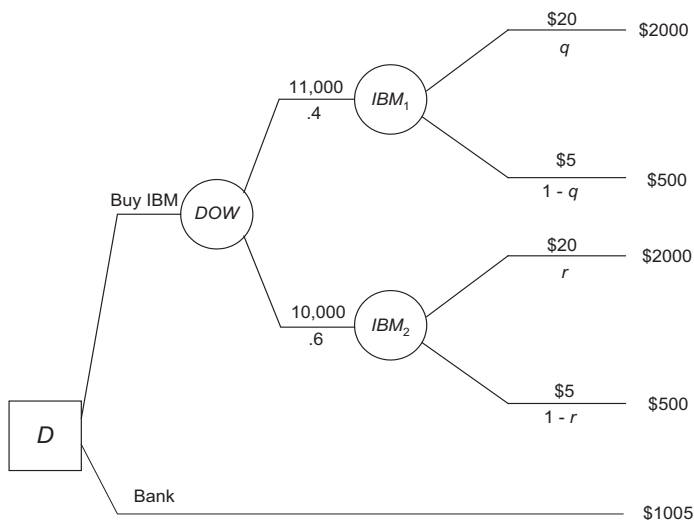 $20
$2000
q
11,000
IBM1
.4
$5
$500
1 - q
Buy IBM
DOW
$20
$2000
r
10,000
IBM2
.6
$5
$500
1 - r
D
Bank
$1005